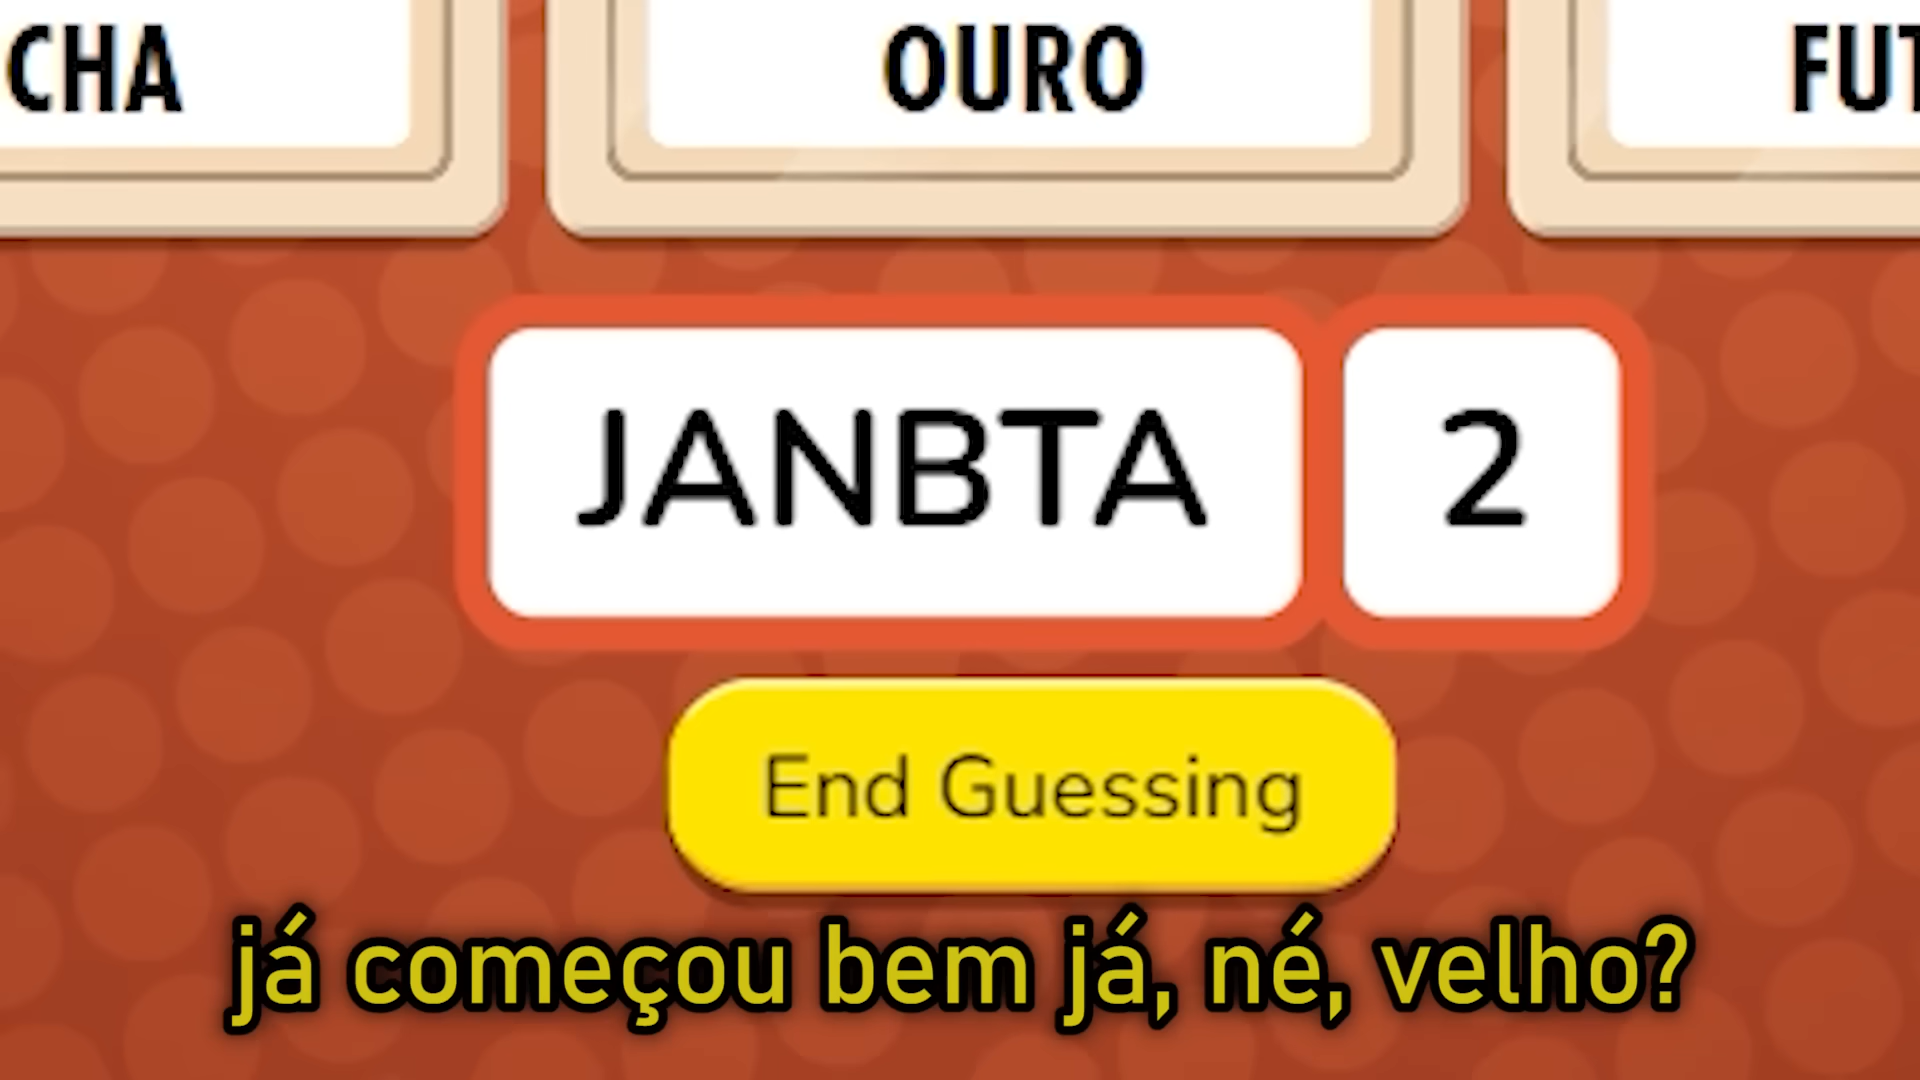 CHA
OURO
FUT
JANBTA
2
End Guessing
já começou bem já, né, velho?